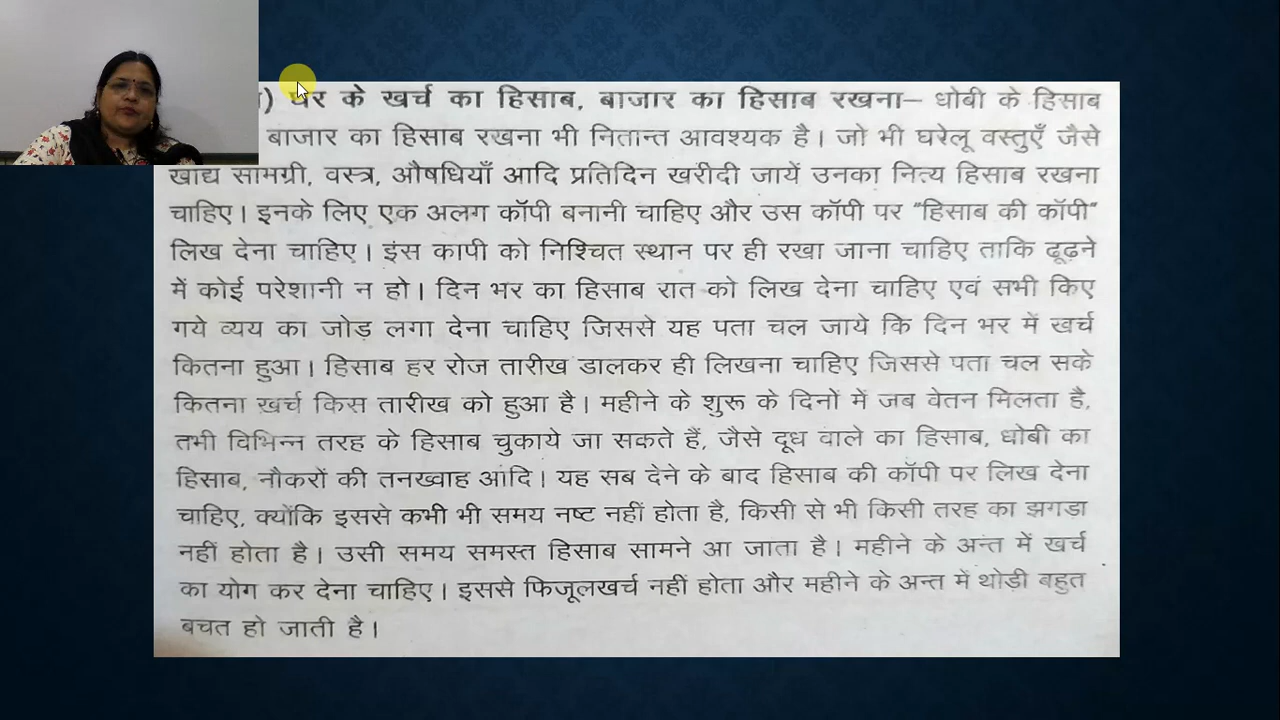 ) घर के खर्च का हिसाब, बाजार का हिसाब रखना– धोबी के हिसाब
बाजार का हिसाब रखना भी नितान्त आवश्यक है। जो भी घरेलू वस्तुएँ जैसे
खाद्य सामग्री, वस्त्र, औषधियाँ आदि प्रतिदिन खरीदी जायें उनका नित्य हिसाब रखना
चाहिए। इनके लिए एक अलग कॉपी बनानी चाहिए और उस कॉपी पर "हिसाब की कॉपी"
लिख देना चाहिए। इंस कापी को निश्चित स्थान पर ही रखा जाना चाहिए ताकि ढूढ़ने
में कोई परेशानी न हो। दिन भर का हिसाब रात को लिख देना चाहिए एवं सभी किए
गये व्यय का जोड़ लगा देना चाहिए जिससे यह पता चल जाये कि दिन भर में खर्च
कितना हुआ। हिसाब हर रोज तारीख डालकर ही लिखना चाहिए जिससे पता चल सके
कितना खर्च किस तारीख को हुआ है। महीने के शुरू के दिनों में जब वेतन मिलता है,
तभी विभिन्न तरह के हिसाब चुकाये जा सकते हैं, जैसे दूध वाले का हिसाब, धोबी का
हिसाब, नौकरों की तनख्वाह आदि। यह सब देने के बाद हिसाब की कॉपी पर लिख देना
चाहिए, क्योंकि इससे कभी भी समय नष्ट नहीं होता है, किसी से भी किसी तरह का झगड़ा
नहीं होता है। उसी समय समस्त हिसाब सामने आ जाता है। महीने के अन्त में खर्च
का योग कर देना चाहिए। इससे फिजूलखर्च नहीं होता और महीने के अन्त में थोड़ी बहुत
बचत हो जाती है।